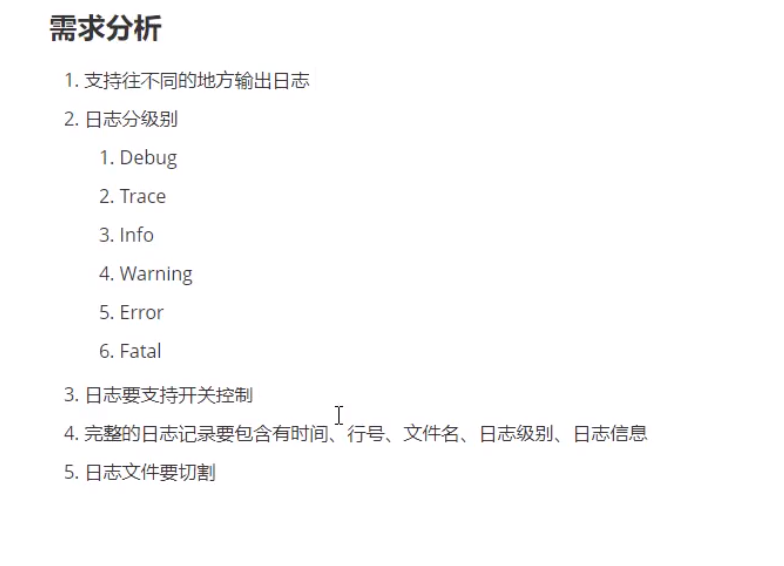 需求分析
1. 支持往不同的地方输出日志
2. 日志分级别
1. Debug
2. Trace
3. Info
4. Warning
5. Error
6. Fatal
3. 日志要支持开关控制
4. 完整的日志记录要包含有时间、行号、文件名、日志级别、日志信息
5. 日志文件要切割